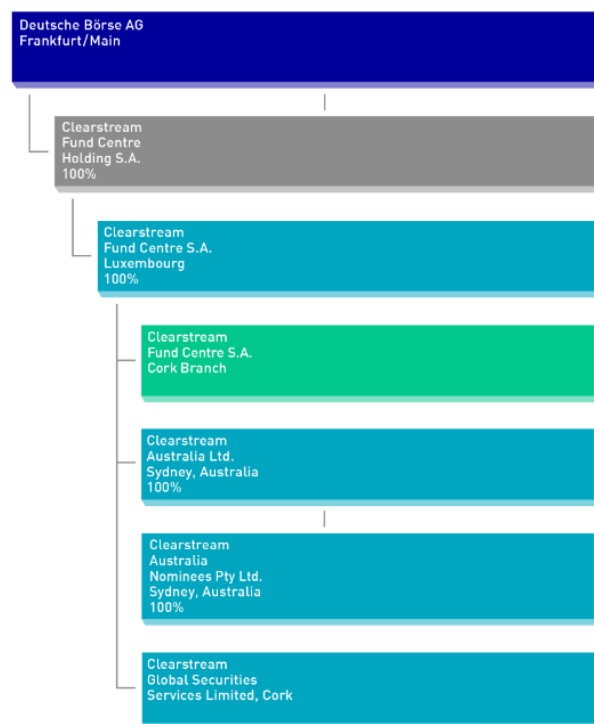 Deutsche Börse AG
Frankfurt/Main
Clearstream
Fund Centre
Holding S.A.
100%
Clearstream
Fund Centre S.A.
Luxembourg
100%
Clearstream
Fund Centre S.A.
Cork Branch
Clearstream
Australia Ltd.
Sydney, Australia
100%
Clearstream
Australia
Nominees Pty Ltd.
Sydney, Australia
100%
Clearstream
Global Securities
Services Limited, Cork